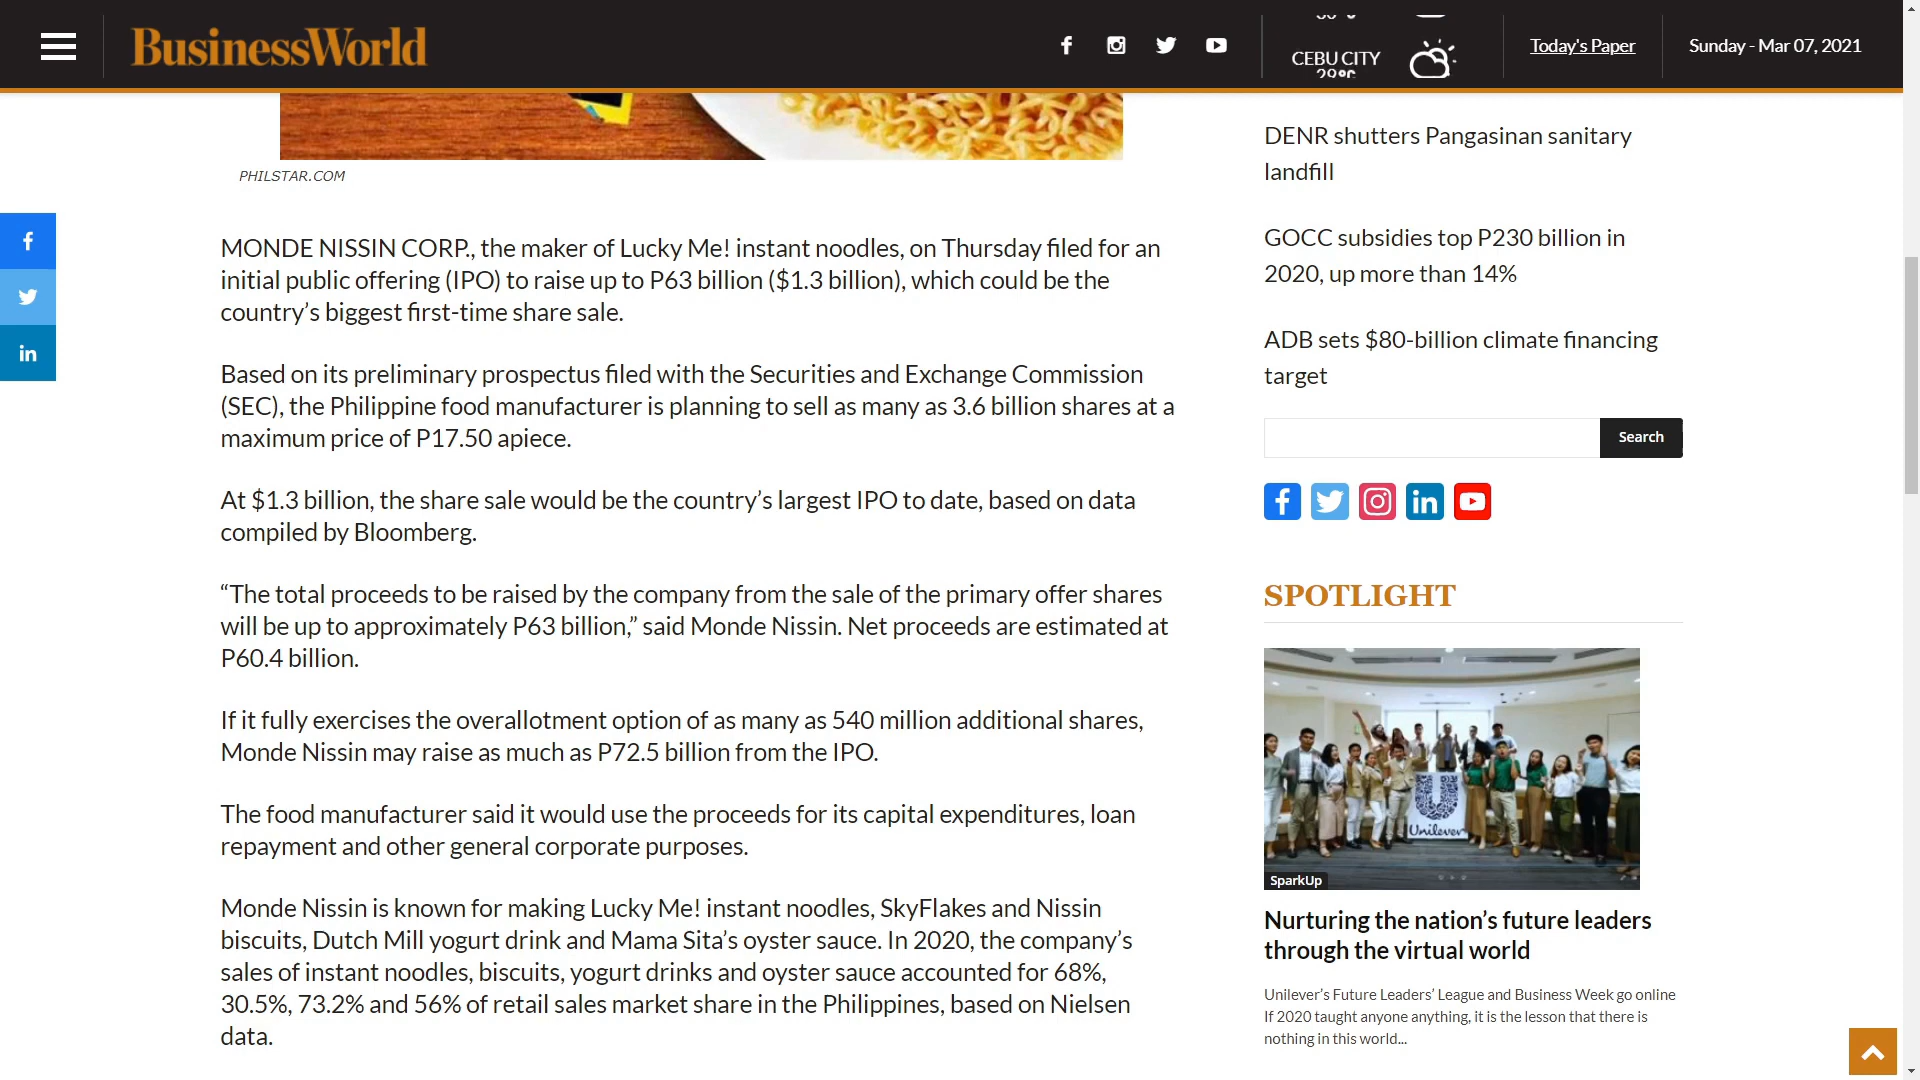 BusinessWorld
CEBU CITY
Today's Paper
Sunday - Mar 07, 2021
PHILSTAR.COM
MONDE NISSIN CORP., the maker of Lucky Me! instant noodles, on Thursday filed for an
initial public offering (IPO) to raise up to P63 billion ($1.3 billion), which could be the
country’s biggest first-time share sale.
Based on its preliminary prospectus filed with the Securities and Exchange Commission
(SEC), the Philippine food manufacturer is planning to sell as many as 3.6 billion shares at a
maximum price of P17.50 apiece.
At $1.3 billion, the share sale would be the country’s largest IPO to date, based on data
compiled by Bloomberg.
“The total proceeds to be raised by the company from the sale of the primary offer shares
will be up to approximately P63 billion,” said Monde Nissin. Net proceeds are estimated at
P60.4 billion.
If it fully exercises the overallotment option of as many as 540 million additional shares,
Monde Nissin may raise as much as P72.5 billion from the IPO.
The food manufacturer said it would use the proceeds for its capital expenditures, loan
repayment and other general corporate purposes.
Monde Nissin is known for making Lucky Me! instant noodles, SkyFlakes and Nissin
biscuits, Dutch Mill yogurt drink and Mama Sita’s oyster sauce. In 2020, the company’s
sales of instant noodles, biscuits, yogurt drinks and oyster sauce accounted for 68%,
30.5%, 73.2% and 56% of retail sales market share in the Philippines, based on Nielsen
data.
DENR shutters Pangasinan sanitary
landfill
GOCC subsidies top P230 billion in
2020, up more than 14%
ADB sets $80-billion climate financing
target
Search
SPOTLIGHT
Unilever
SparkUp
Nurturing the nation’s future leaders
through the virtual world
Unilever’s Future Leaders’ League and Business Week go online
If 2020 taught anyone anything, it is the lesson that there is
nothing in this world...